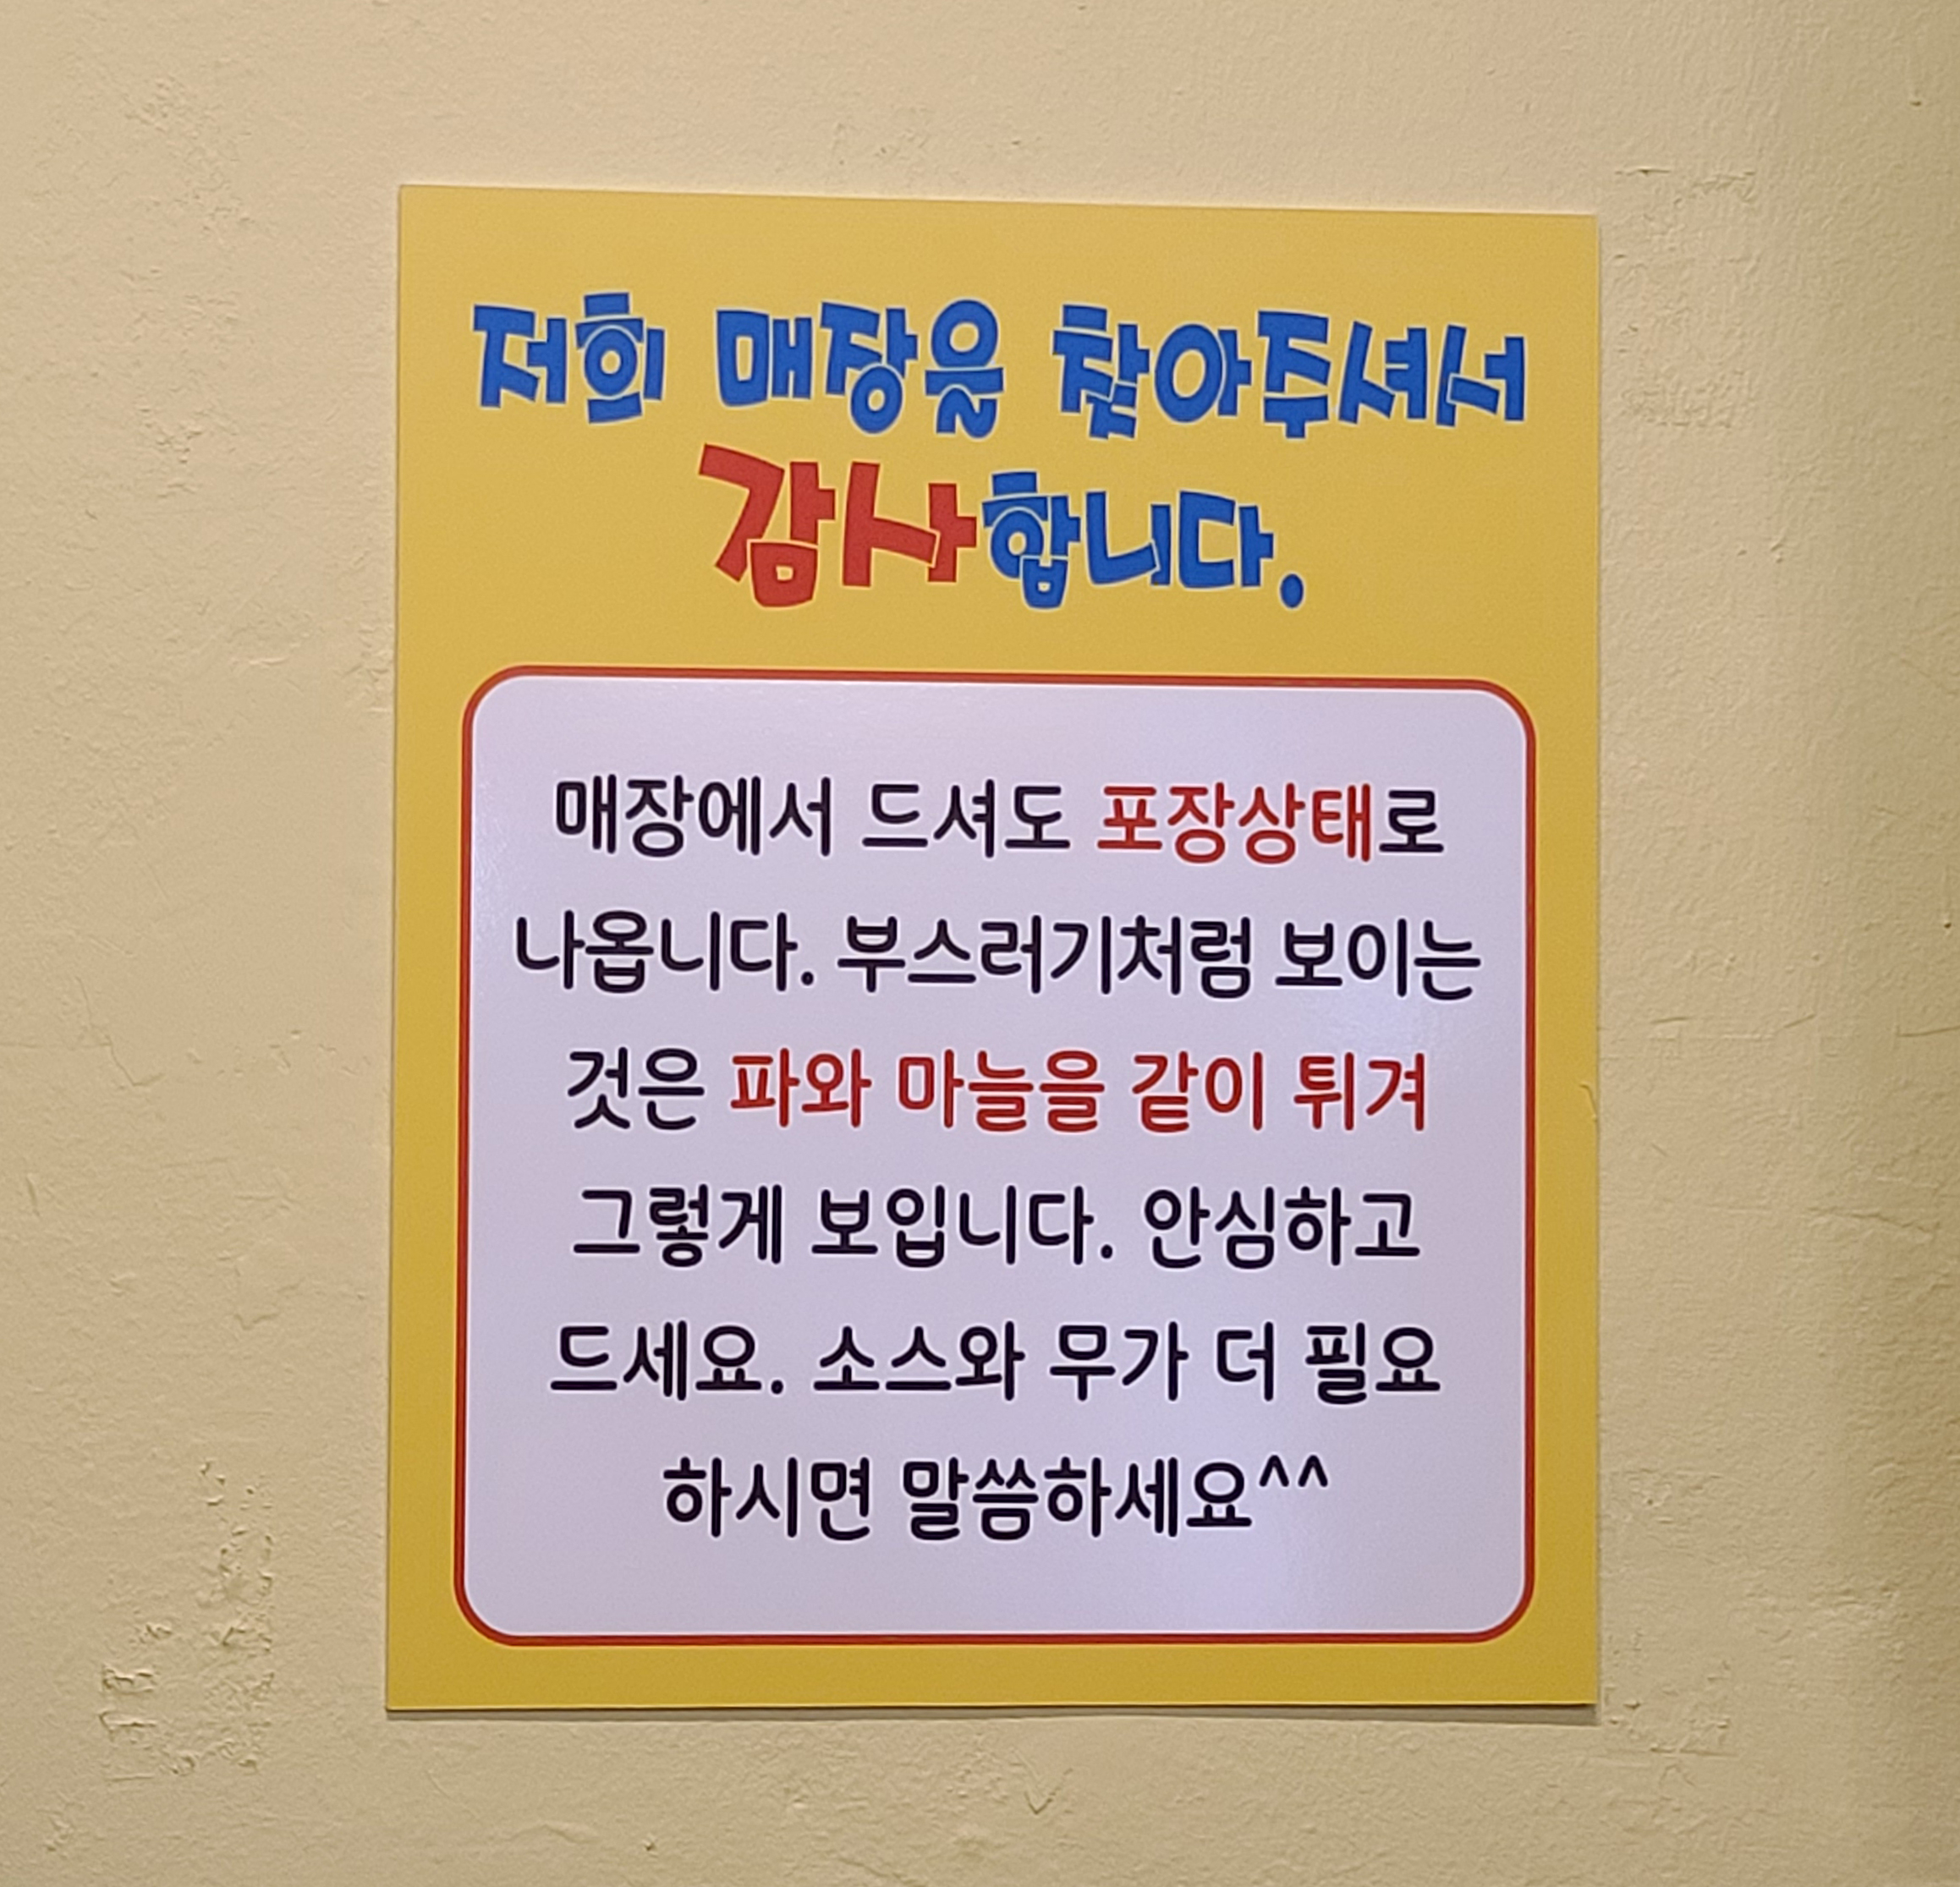 저희 매장을 찾아주셔서
감사합니다.
매장에서 드셔도 포장상태로
나옵니다. 부스러기처럼 보이는
것은 파와 마늘을 같이 튀겨
그렇게 보입니다. 안심하고
드세요. 소스와 무가 더 필요
하시면 말씀하세요^^